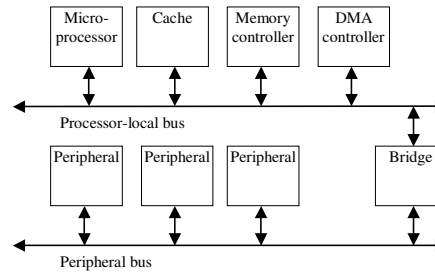 Micro-
processor
Cache
Memory
controller
DMA
controller
Processor-local bus
Peripheral
Peripheral
Peripheral
Bridge
Peripheral bus